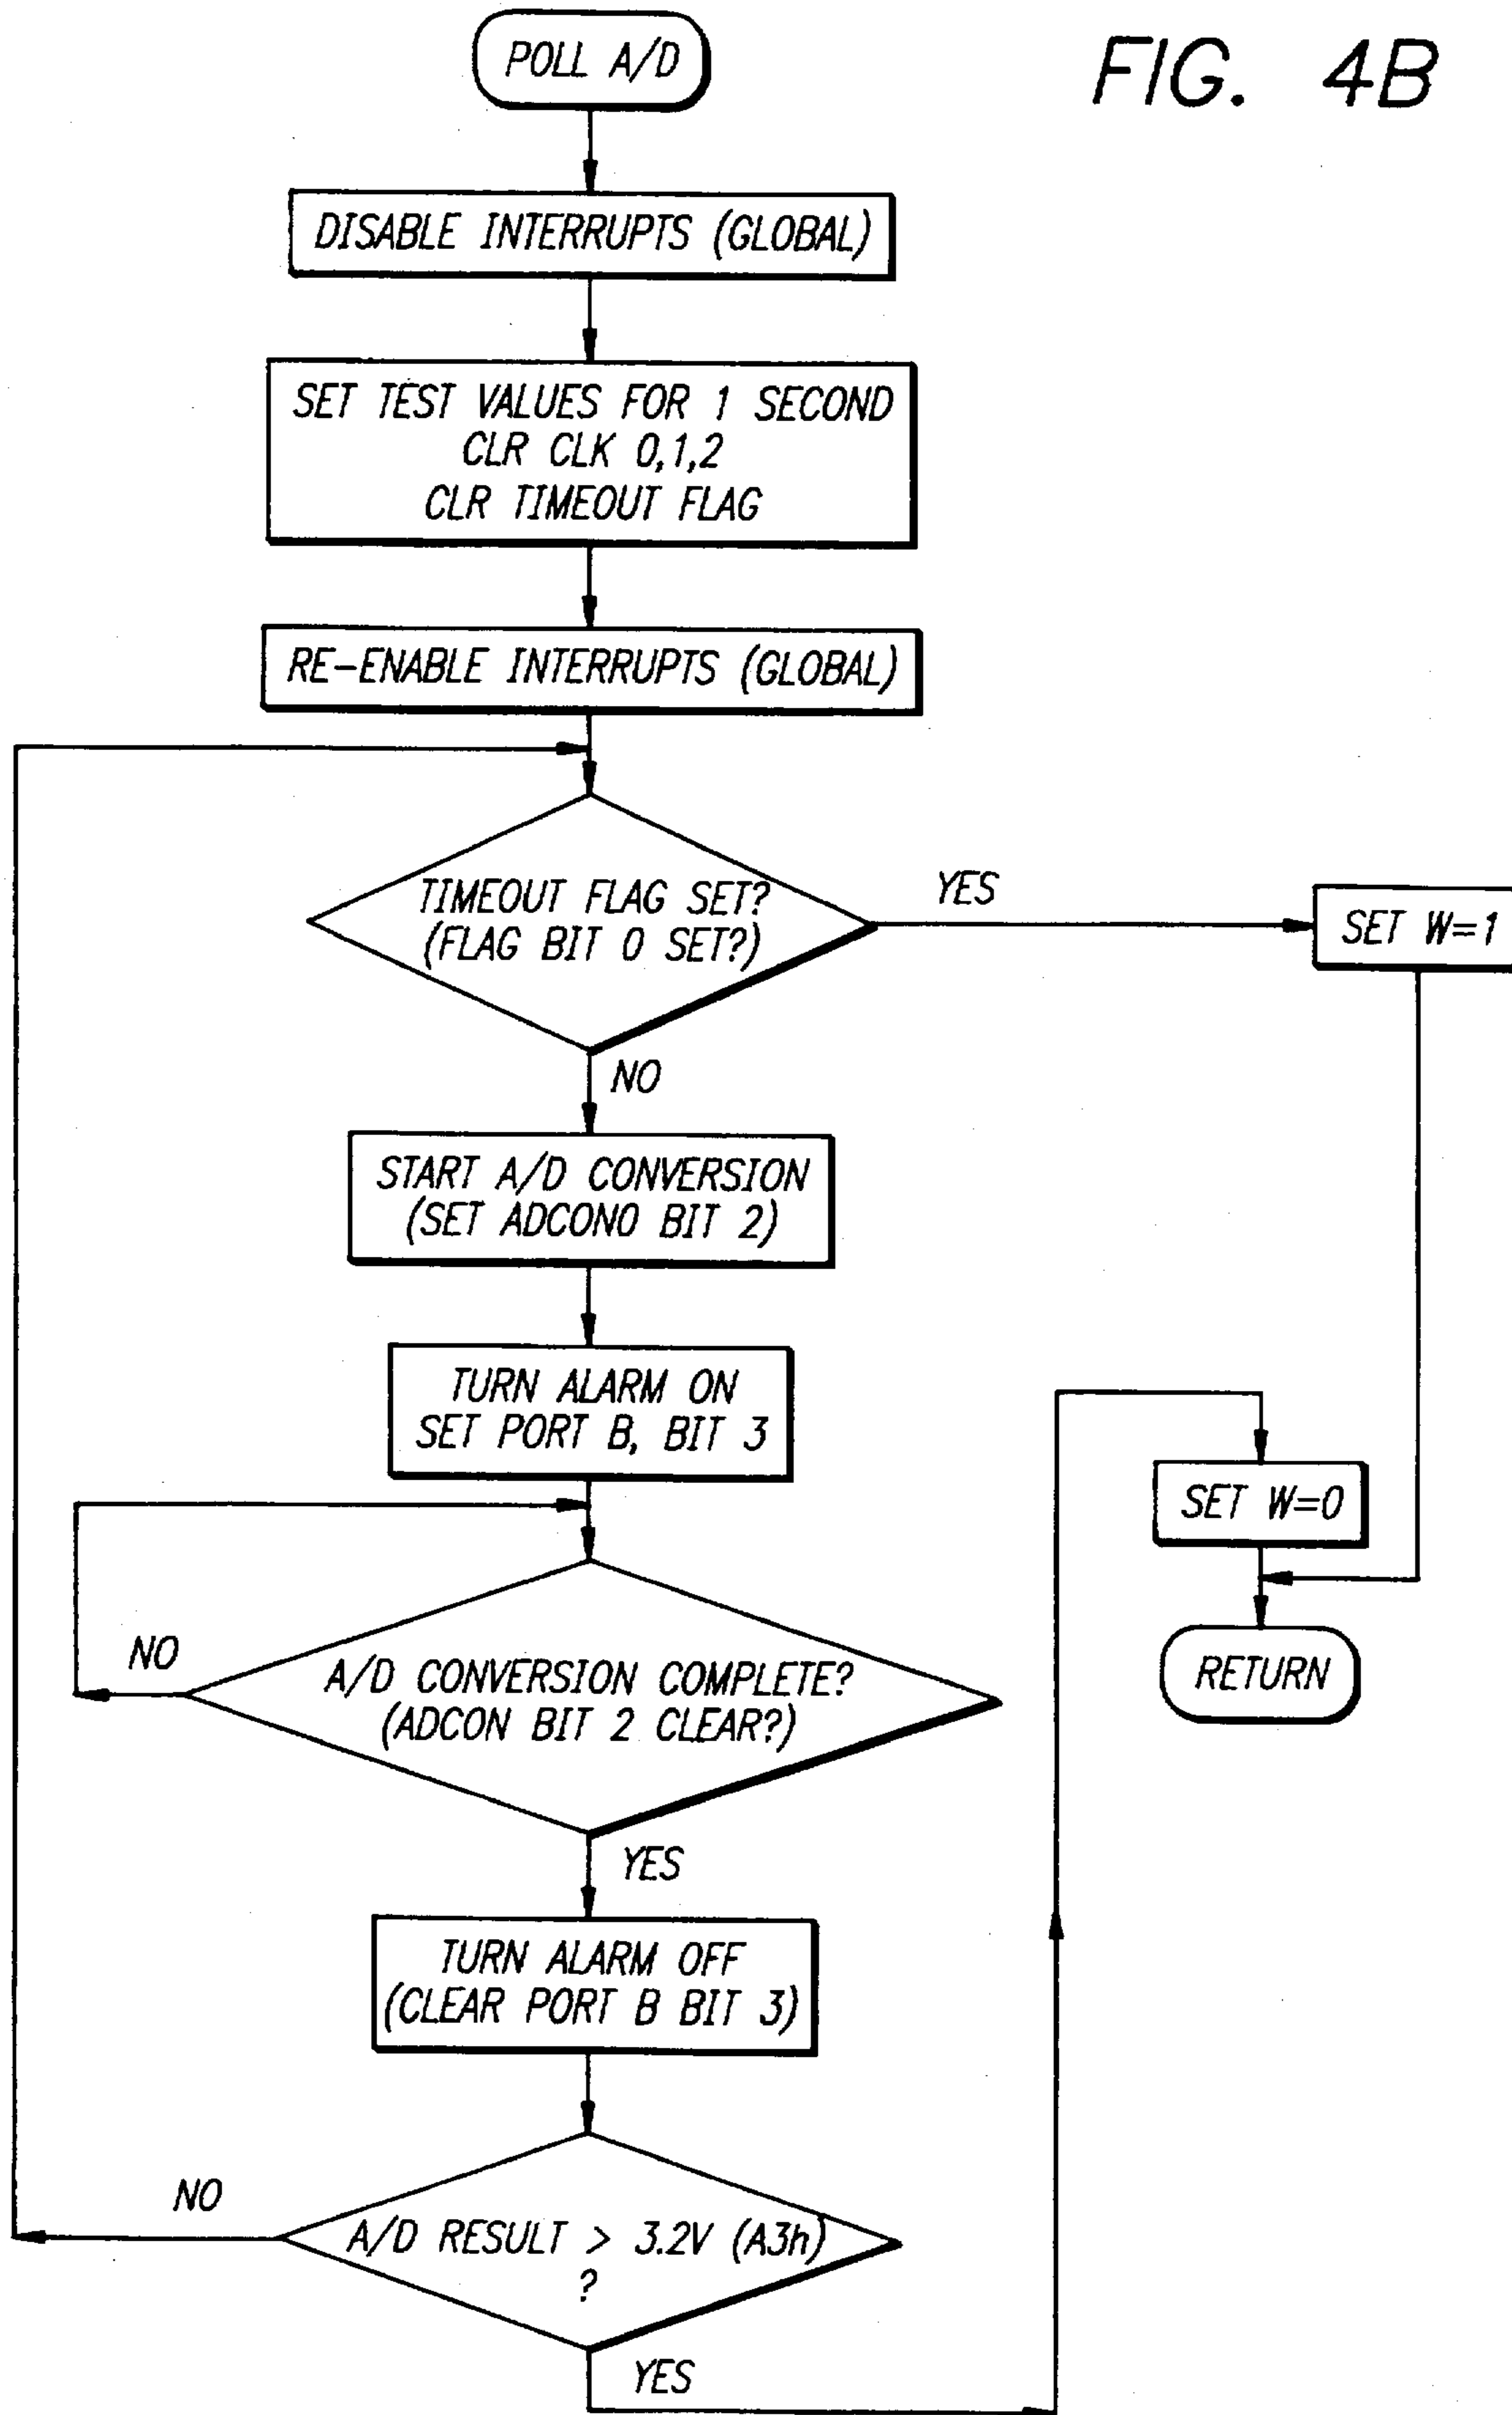 FIG. 4B
POLL A/D
DISABLE INTERRUPTS (GLOBAL)
SET TEST VALUES FOR 1 SECOND
CLR CLK 0,1,2
CLR TIMEOUT FLAG
RE-ENABLE INTERRUPTS (GLOBAL)
TIMEOUT FLAG SET?
(FLAG BIT 0 SET?)
YES
SET W=1
NO
START A/D CONVERSION
(SET ADCONO BIT 2)
TURN ALARM ON
SET PORT B, BIT 3
A/D CONVERSION COMPLETE?
(ADCON BIT 2 CLEAR?)
NO
YES
TURN ALARM OFF
(CLEAR PORT B BIT 3)
A/D RESULT > 3.2V (A3h)
?
NO
YES
SET W=0
RETURN